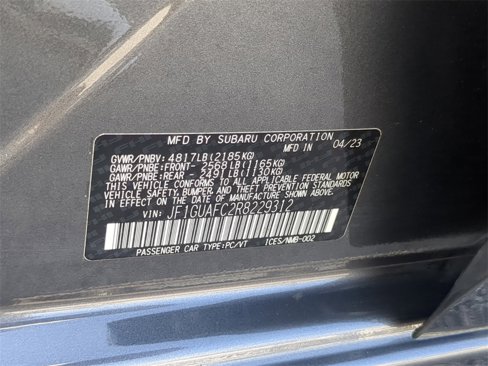 MFD BY SUBARU CORPORATION
MFD IN 04/23
GVWR/PNBV: 4817LB(2185KG)
GAWR/PNBE: FRONT- 2568LB(1165KG)
GAWR/PNBE: REAR - 2491LB(1130KG)
THIS VEHICLE CONFORMS TO ALL APPLICABLE
VEHICLE SAFETY, BUMPER, AND THEFT PREVENTION STANDARDS
IN EFFECT ON THE DATE OF MANUFACTURE SHOWN ABOVE
VIN: JF1GUAFC2R8229312
PASSENGER CAR TYPE:PC/VT ICES/NMB-002